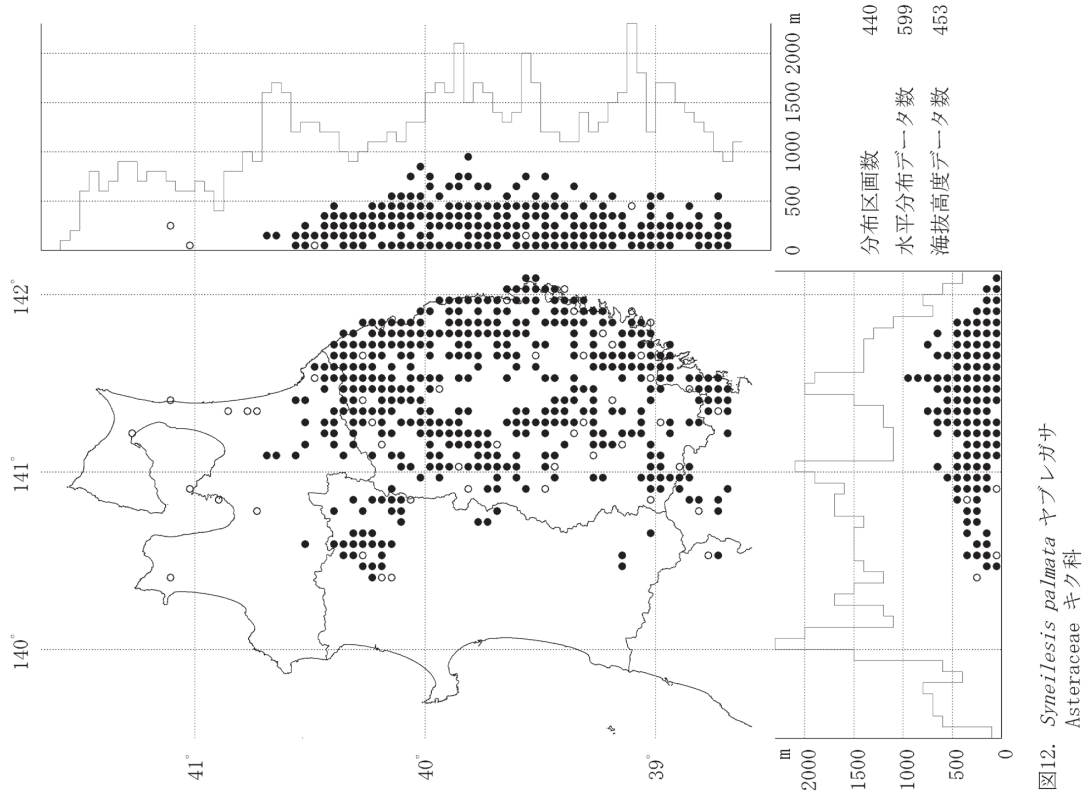 142°
141°
140°
41°
40°
39°
0 500 1000 1500 2000 m
m
2000
1500
1000
500
0
分布区画数 440
水平分布データ数 599
海抜高度データ数 453
図12. Syneilesis palmata ヤブレガサ
Asteraceae キク科